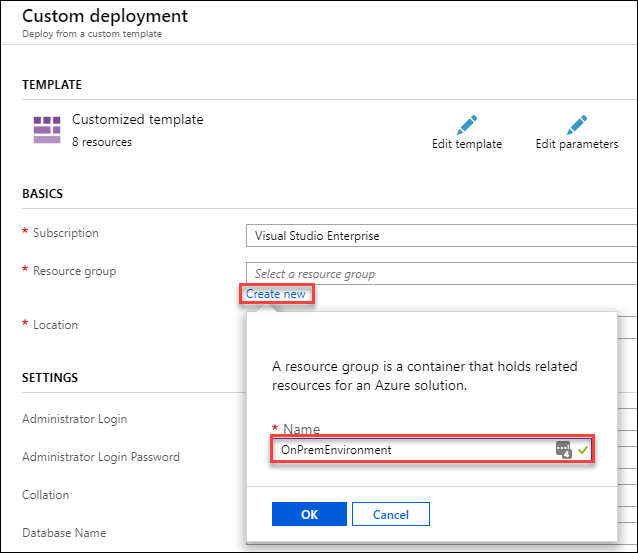 Custom deployment
Deploy from a custom template
TEMPLATE
Customized template
8 resources
Edit template
Edit parameters
BASICS
* Subscription
Visual Studio Enterprise
* Resource group
Select a resource group
Create new
* Location
A resource group is a container that holds related
resources for an Azure solution.
* Name
OnPremEnvironment
4
OK
Cancel
SETTINGS
Administrator Login
Administrator Login Password
Collation
Database Name